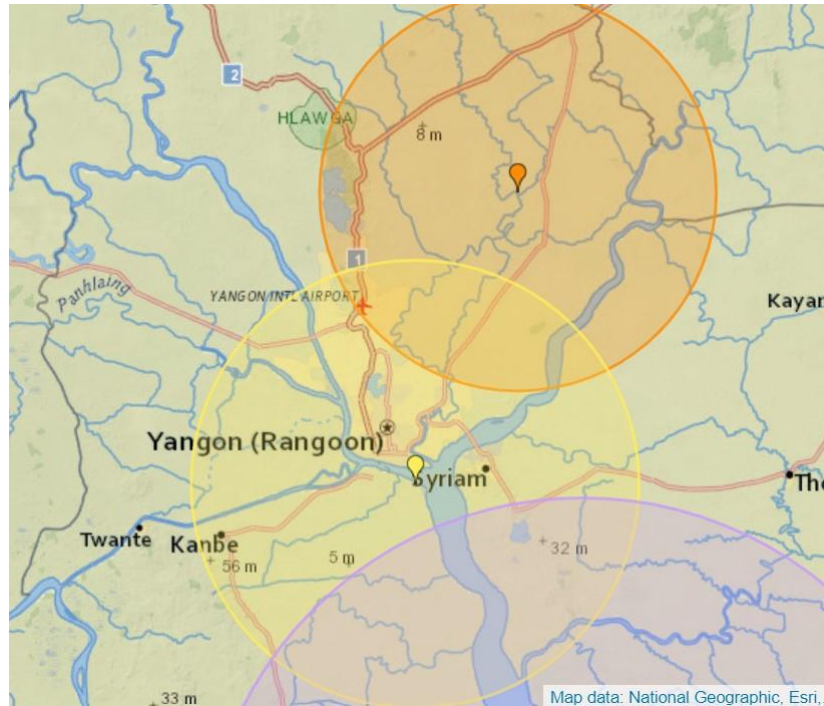 2
HLAWGA
8 m
1
YANGON INTL AIRPORT
Panhlaing
Kayan
Yangon (Rangoon)
Syriam
Tho
Twante
Kanbe
56 m
5 m
32 m
33 m
Map data: National Geographic, Esri,